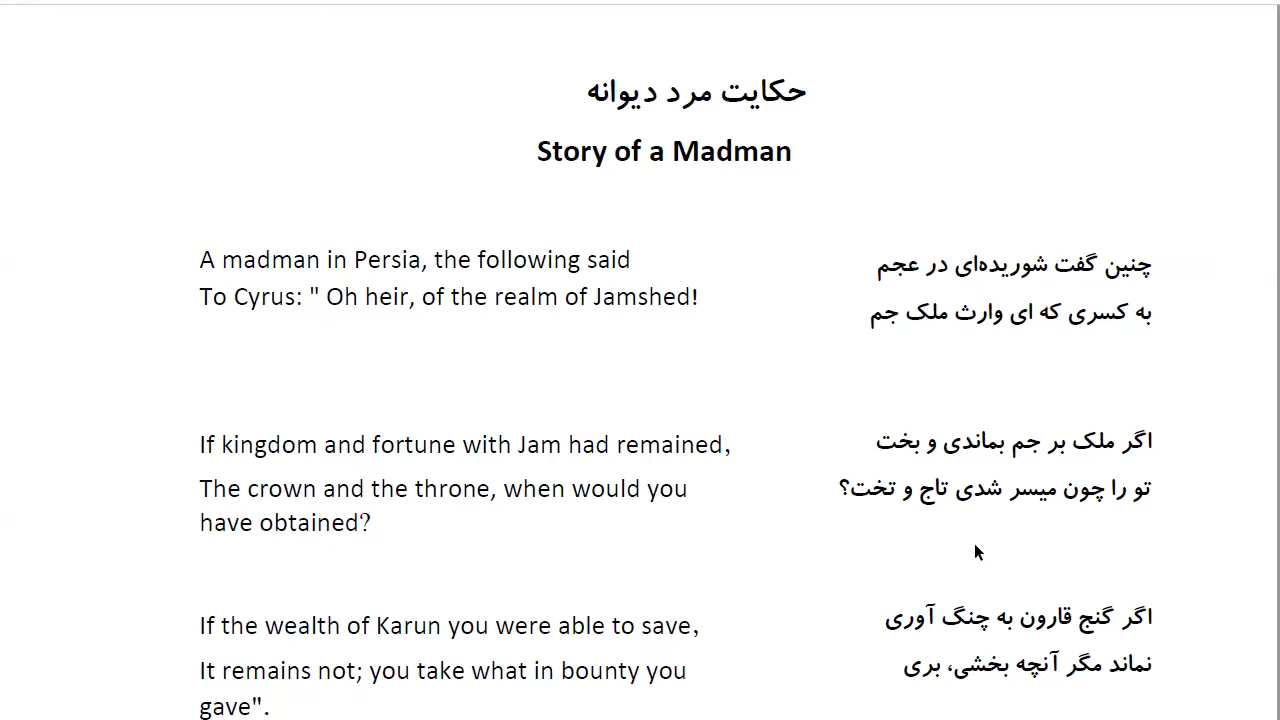 حکایت مرد دیوانه
Story of a Madman
A madman in Persia, the following said
To Cyrus: " Oh heir, of the realm of Jamshed!
چنین گفت شوریده‌ای در عجم
به کسری که ای وارث ملک جم
If kingdom and fortune with Jam had remained,
The crown and the throne, when would you
have obtained?
اگر ملک بر جم بماندی و بخت
تو را چون میسر شدی تاج و تخت؟
If the wealth of Karun you were able to save,
It remains not; you take what in bounty you
gave".
اگر گنج قارون به چنگ آوری
نماند مگر آنچه بخشی، بری